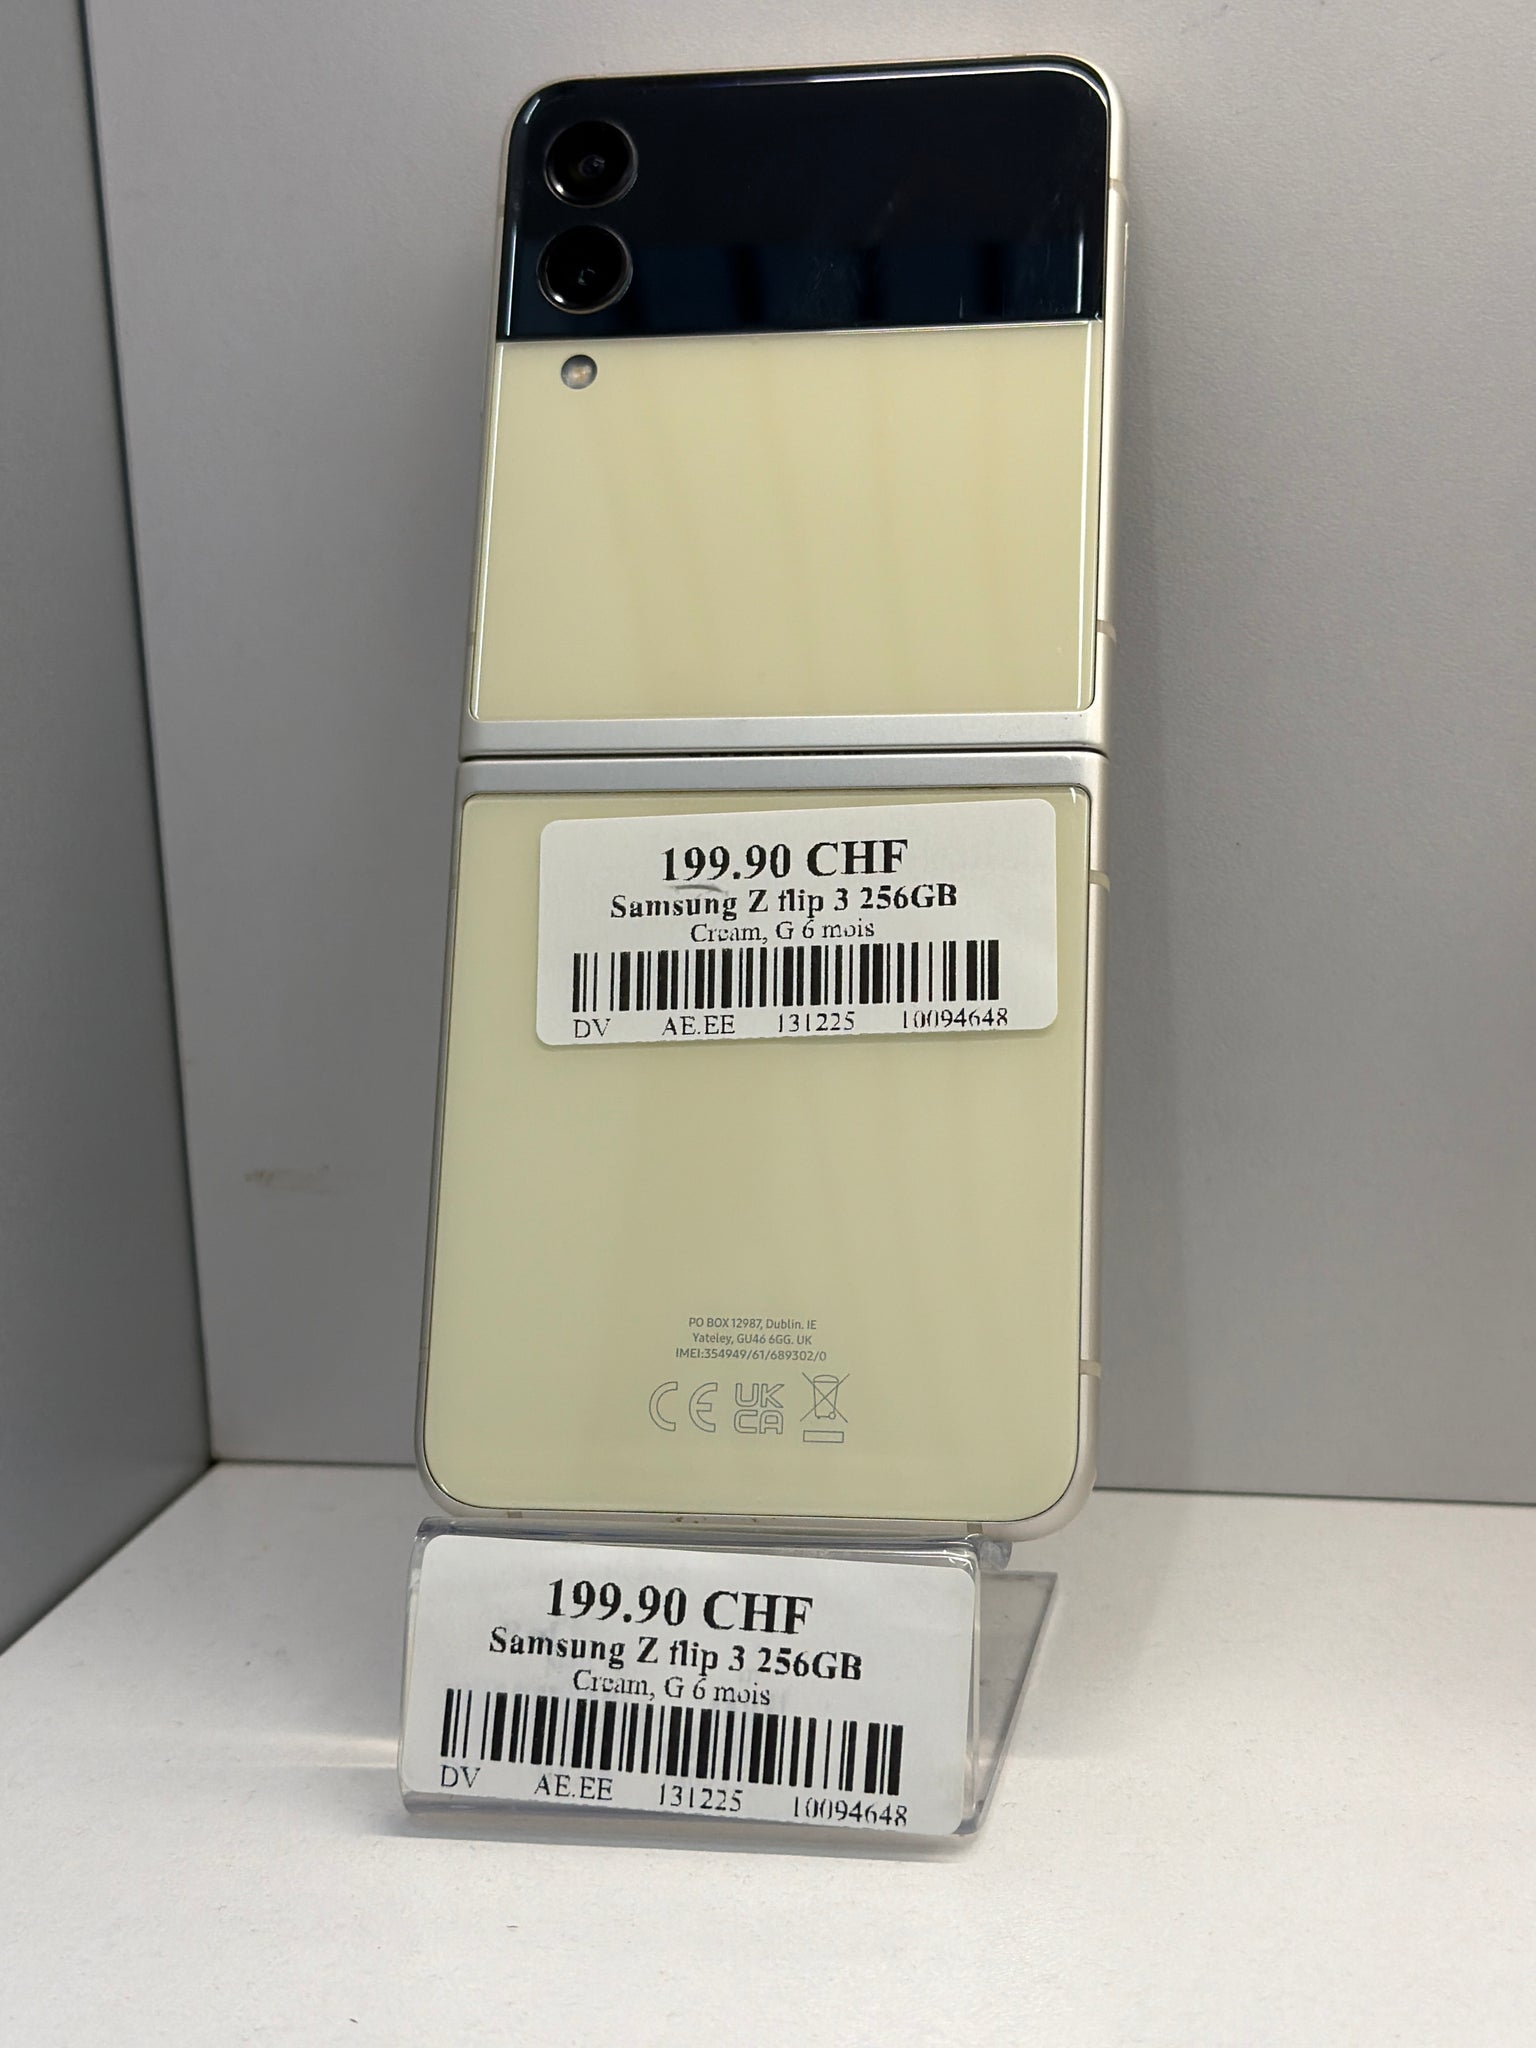 199.90 CHF
Samsung Z flip 3 256GB
Cream, G 6 mois
DV AE.EE 131225 10094648
PO BOX 12987, Dublin. IE
Yateley, GU46 6GG. UK
IMEI:354949/61/689302/0
CE UK CA
199.90 CHF
Samsung Z flip 3 256GB
Cream, G 6 mois
DV AE.EE 131225 10094648